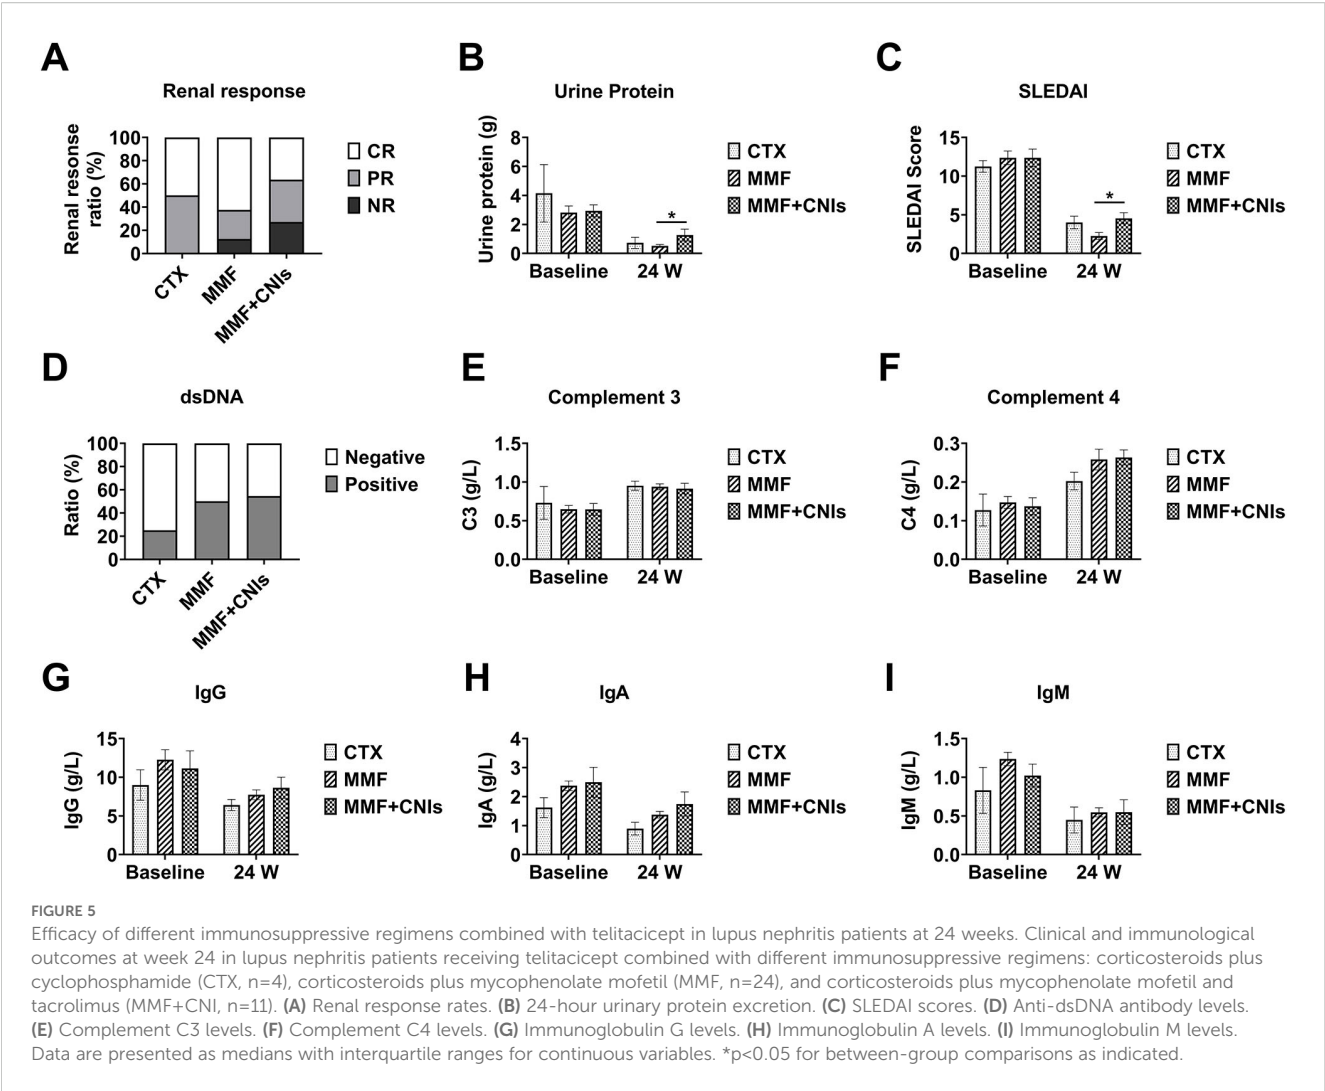 A
Renal response
Renal response
ratio (%)
100
80
60
40
20
0
CTX
MMF
MMF+CNIs
CR
PR
NR
B
Urine Protein
Urine protein (g)
8
6
4
2
0
*
Baseline
24 W
CTX
MMF
MMF+CNIs
C
SLEDAI
SLEDAI Score
15
10
5
0
*
Baseline
24 W
CTX
MMF
MMF+CNIs
D
dsDNA
Ratio (%)
100
80
60
40
20
0
CTX
MMF
MMF+CNIs
Negative
Positive
E
Complement 3
C3 (g/L)
1.5
1.0
0.5
0.0
Baseline
24 W
CTX
MMF
MMF+CNIs
F
Complement 4
C4 (g/L)
0.3
0.2
0.1
0.0
Baseline
24 W
CTX
MMF
MMF+CNIs
G
IgG
IgG (g/L)
15
10
5
0
Baseline
24 W
CTX
MMF
MMF+CNIs
H
IgA
IgA (g/L)
4
3
2
1
0
Baseline
24 W
CTX
MMF
MMF+CNIs
I
IgM
IgM (g/L)
1.5
1.0
0.5
0.0
Baseline
24 W
CTX
MMF
MMF+CNIs
FIGURE 5
Efficacy of different immunosuppressive regimens combined with telitacicept in lupus nephritis patients at 24 weeks. Clinical and immunological
outcomes at week 24 in lupus nephritis patients receiving telitacicept combined with different immunosuppressive regimens: corticosteroids plus
cyclophosphamide (CTX, n=4), corticosteroids plus mycophenolate mofetil (MMF, n=24), and corticosteroids plus mycophenolate mofetil and
tacrolimus (MMF+CNI, n=11). (A) Renal response rates. (B) 24-hour urinary protein excretion. (C) SLEDAI scores. (D) Anti-dsDNA antibody levels.
(E) Complement C3 levels. (F) Complement C4 levels. (G) Immunoglobulin G levels. (H) Immunoglobulin A levels. (I) Immunoglobulin M levels.
Data are presented as medians with interquartile ranges for continuous variables. *p<0.05 for between-group comparisons as indicated.